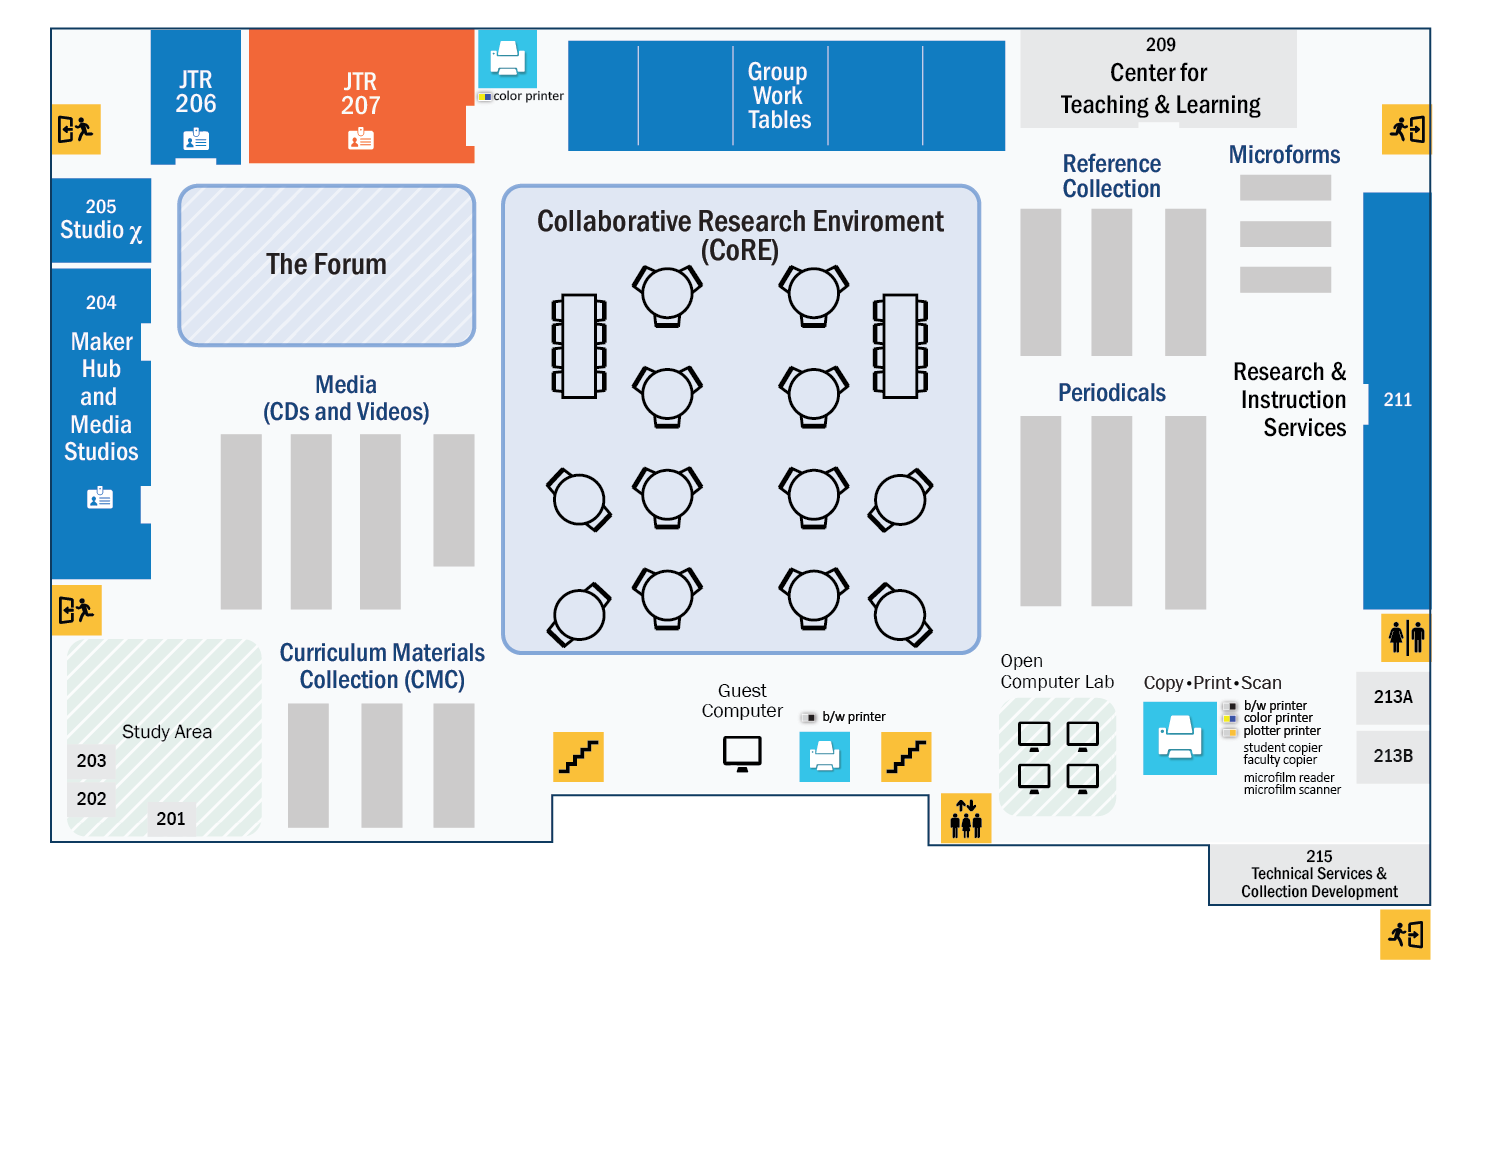 JTR
206
JTR
207
color printer
Group
Work
Tables
209
Center for
Teaching & Learning
205
Studio χ
The Forum
Collaborative Research Enviroment
(CoRE)
Reference
Collection
Microforms
204
Maker
Hub
and
Media
Studios
Media
(CDs and Videos)
Periodicals
Research &
Instruction
Services
211
Curriculum Materials
Collection (CMC)
Study Area
203
202
201
Guest
Computer
b/w printer
Open
Computer Lab
Copy•Print•Scan
b/w printer
color printer
plotter printer
student copier
faculty copier
microfilm reader
microfilm scanner
213A
213B
215
Technical Services &
Collection Development